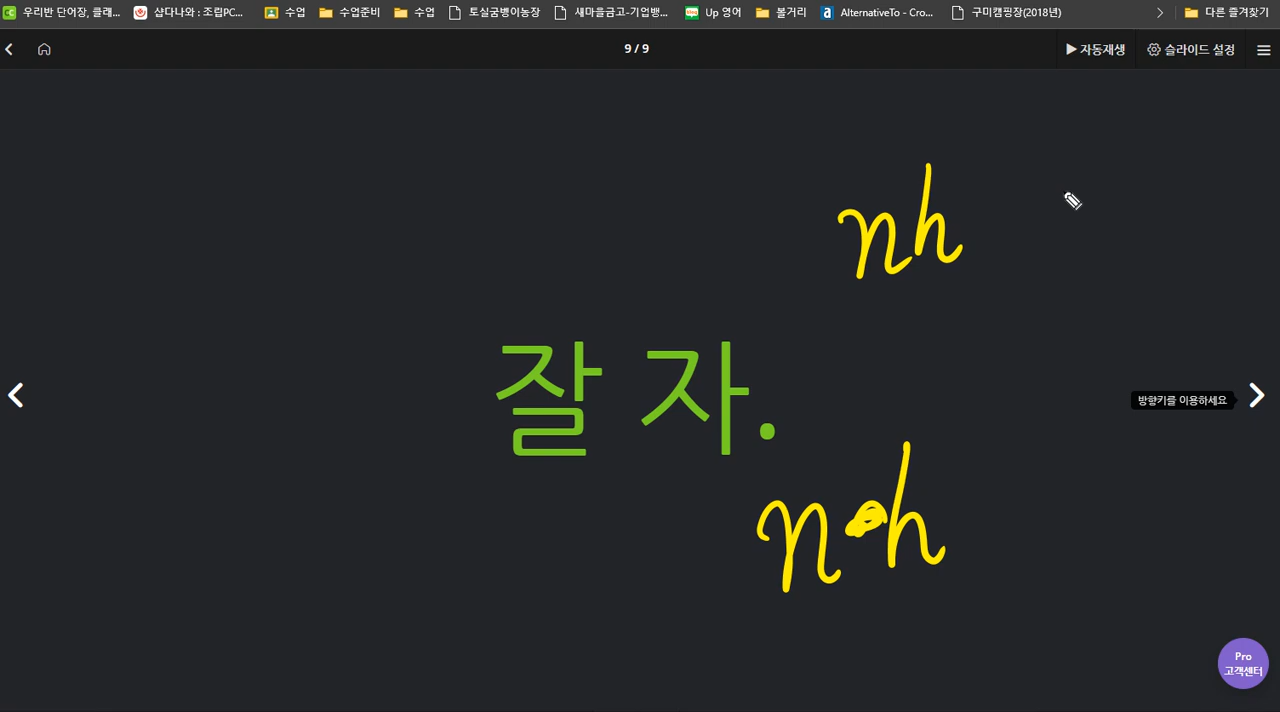 우리반 단어장, 클래... 샵다나와 : 조립PC... 수업 수업준비 수업 토실굼벵이농장 새마을금고-기업뱅... Up 영어 볼거리 AlternativeTo - Cro... 구미캠핑장(2018년) 다른 즐겨찾기
9 / 9 자동재생 슬라이드 설정
nh
잘 자.
방향키를 이용하세요
n h
Pro
고객센터